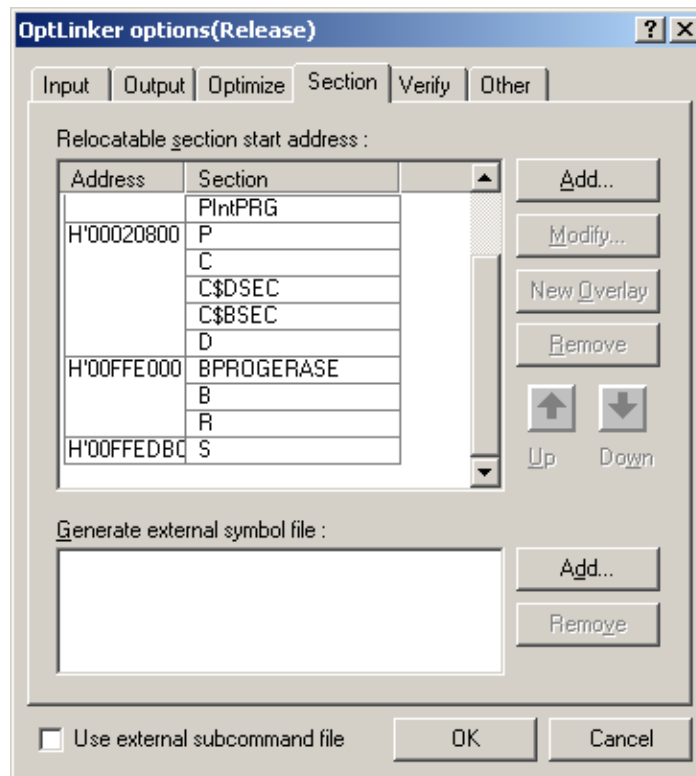 OptLinker options(Release)
Input Output Optimize Section Verify Other
Relocatable section start address :
Address Section
PIntPRG
H'00020800 P
C
C$DSEC
C$BSEC
D
H'00FFE000 BPROGERASE
B
R
H'00FFEDBC S
Add...
Modify...
New Overlay
Remove
Up Down
Generate external symbol file :
Add...
Remove
Use external subcommand file
OK Cancel